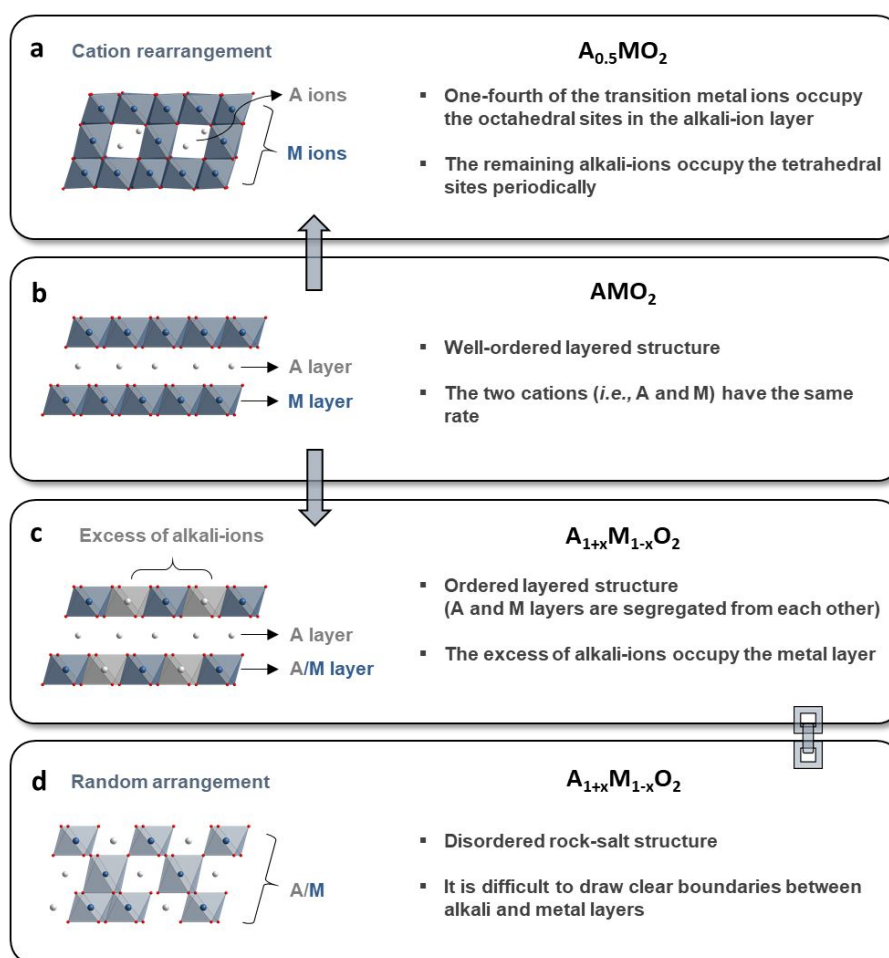 a Cation rearrangement
A ions
M ions
A₀.₅MO₂
▪ One-fourth of the transition metal ions occupy
the octahedral sites in the alkali-ion layer
▪ The remaining alkali-ions occupy the tetrahedral
sites periodically
b
A layer
M layer
AMO₂
▪ Well-ordered layered structure
▪ The two cations (i.e., A and M) have the same
rate
c Excess of alkali-ions
A layer
A/M layer
A₁₊ₓM₁₋ₓO₂
▪ Ordered layered structure
(A and M layers are segregated from each other)
▪ The excess of alkali-ions occupy the metal layer
d Random arrangement
A/M
A₁₊ₓM₁₋ₓO₂
▪ Disordered rock-salt structure
▪ It is difficult to draw clear boundaries between
alkali and metal layers